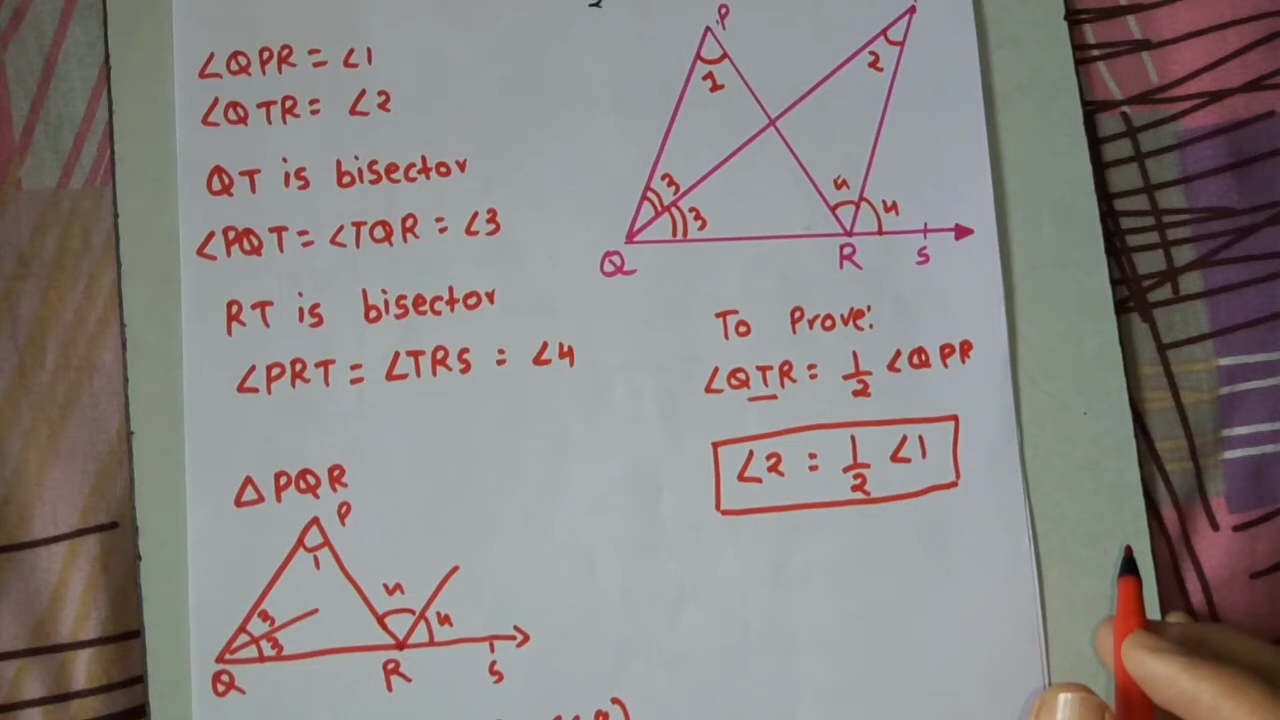 ∠QPR = ∠1
∠QTR = ∠2
QT is bisector
∠PQT = ∠TQR = ∠3
RT is bisector
∠PRT = ∠TRS = ∠4
P
1
2
3
3
4
4
Q
R
S
To Prove:
∠QTR = 1/2 ∠QPR
∠2 = 1/2 ∠1
△PQR
P
1
3
3
4
4
Q
R
S